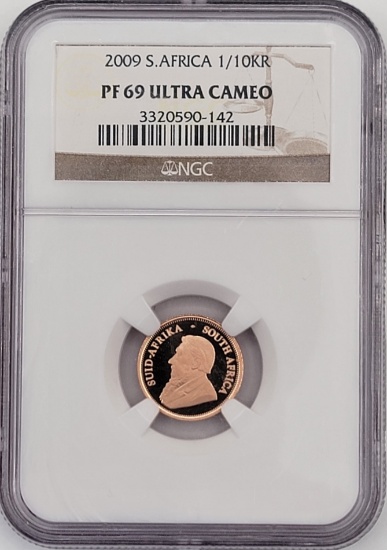 2009 S.AFRICA 1/10KR
PF 69 ULTRA CAMEO
3320590-142
NGC
SUID-AFRIKA · SOUTH AFRICA